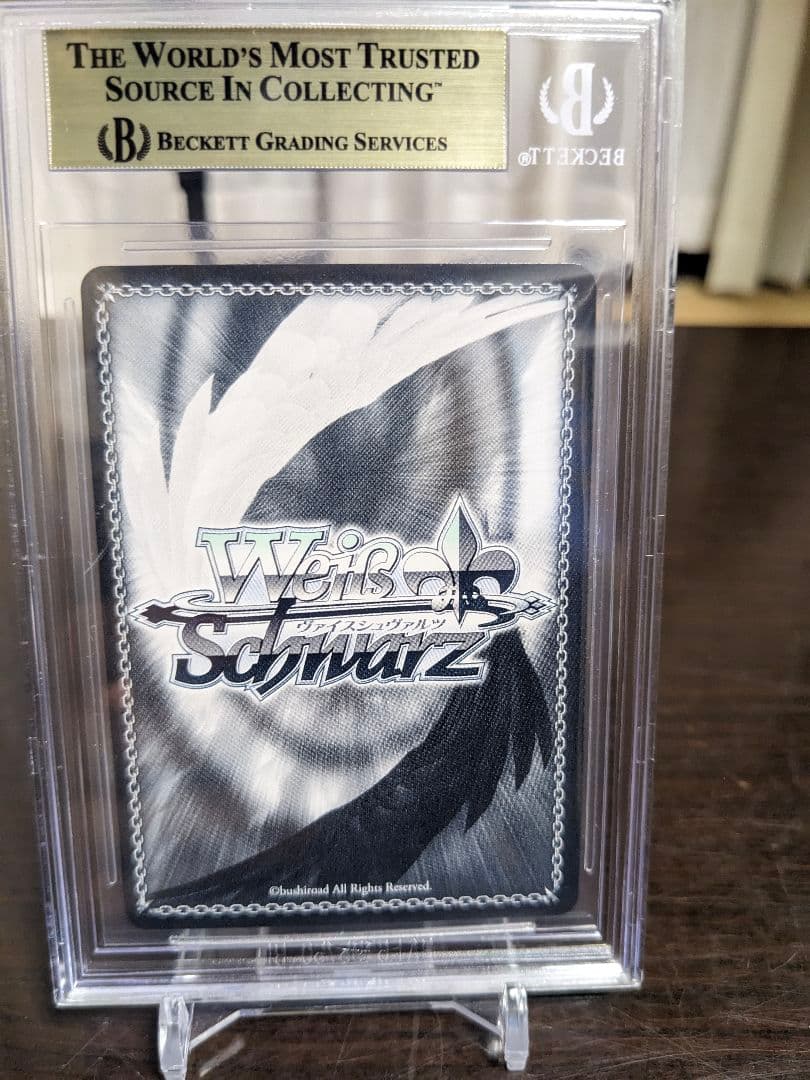 THE WORLD'S MOST TRUSTED
SOURCE IN COLLECTING™
B BECKETT GRADING SERVICES
B
BECKETT®
Weiß
ヴァイスシュヴァルツ
Schwarz
©bushiroad All Rights Reserved.